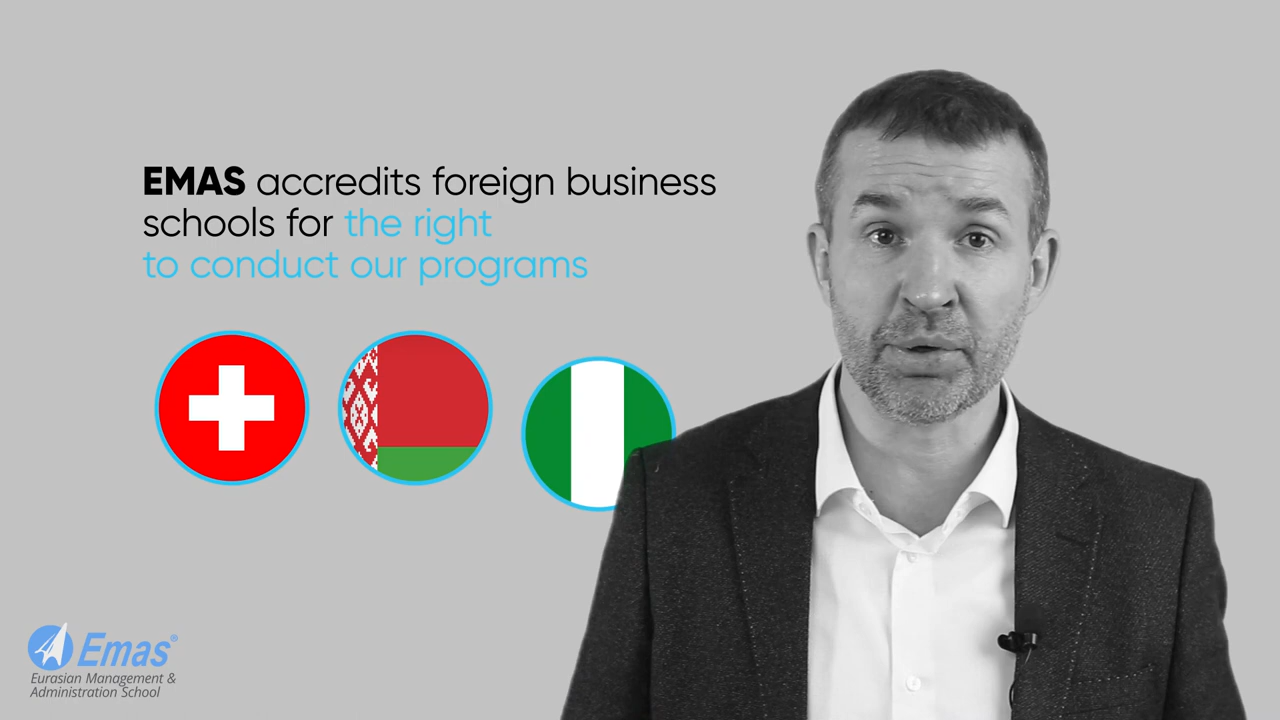 EMAS accredits foreign business
schools for the right
to conduct our programs
Emas®
Eurasian Management &
Administration School